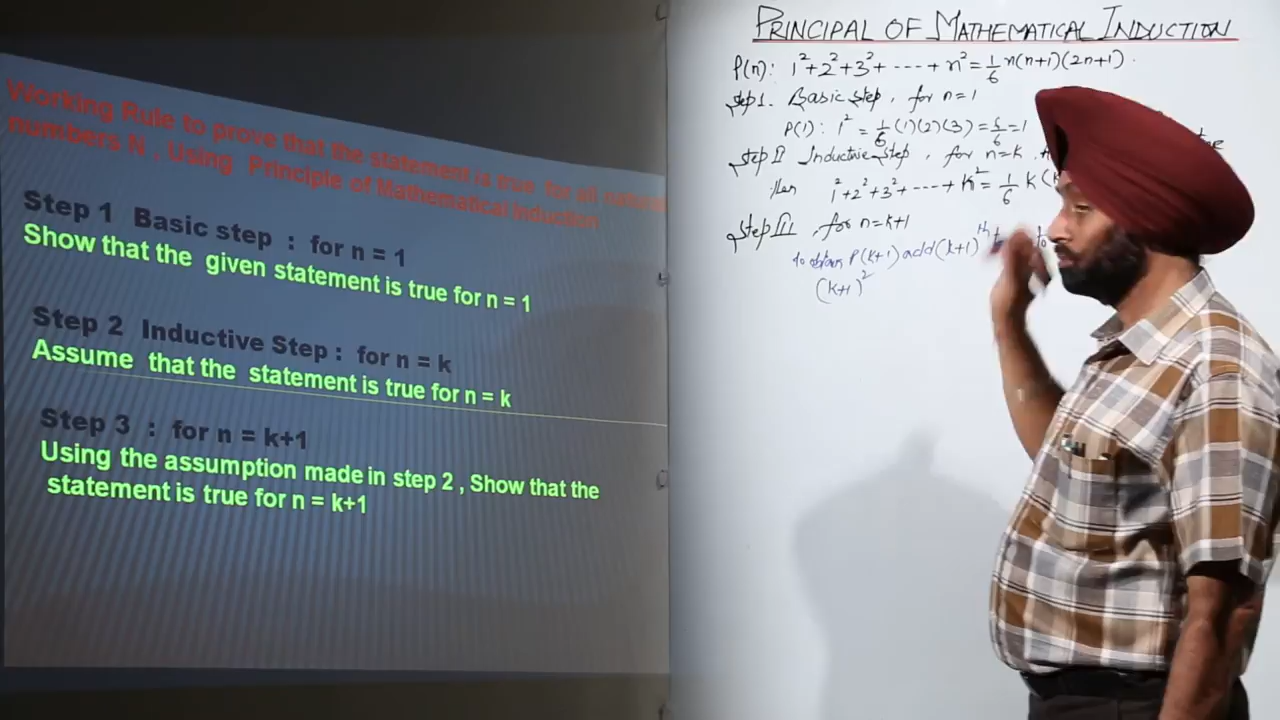 Working Rule to prove that the statement is true for all natural
numbers N , Using Principle of Mathematical Induction
Step 1 Basic step : for n = 1
Show that the given statement is true for n = 1
Step 2 Inductive Step : for n = k
Assume that the statement is true for n = k
Step 3 : for n = k+1
Using the assumption made in step 2 , Show that the
statement is true for n = k+1
PRINCIPAL OF MATHEMATICAL INDUCTION
P(n): 1²+2²+3²+ ---- + n² = 1/6 n(n+1)(2n+1).
Step I. Basic Step, for n=1
P(1): 1² = 1/6 (1)(2)(3) = 6/6 = 1
Step II Inductive Step, for n=k,
then 1²+2²+3²+ ---- + k² = 1/6 k(
Step III, for n=k+1
to obtain P(k+1) add (k+1)th
(k+1)²